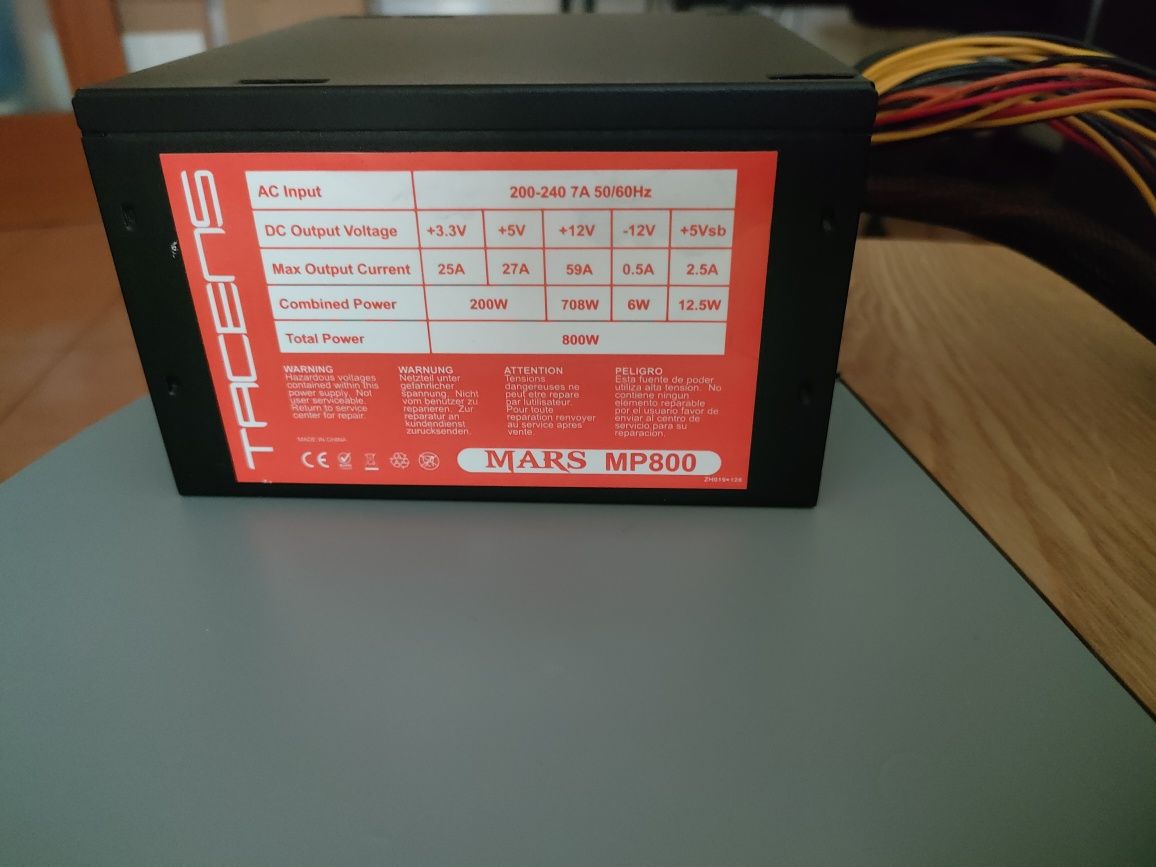 TACENS
AC Input 200-240 7A 50/60Hz
DC Output Voltage +3.3V +5V +12V -12V +5Vsb
Max Output Current 25A 27A 59A 0.5A 2.5A
Combined Power 200W 708W 6W 12.5W
Total Power 800W
WARNING
Hazardous voltages
contained within this
power supply. Not
user serviceable.
Return to service
center for repair.
WARNUNG
Netzteil unter
gefahrlicher
spannung. Nicht
vom benutzer zu
reparieren. Zur
reparatur an
kundendienst
zurucksenden.
ATTENTION
Tensions
dangereuses ne
peut etre repare
par lutilisateur.
Pour toute
reparation renvoyer
au service apres
vente.
PELIGRO
Esta fuente de poder
utiliza alta tension. No
contiene ningun
elemento reparable
por el usuario favor de
enviar al centro de
servicio para su
reparacion.
MADE IN CHINA
CE
MARS MP800